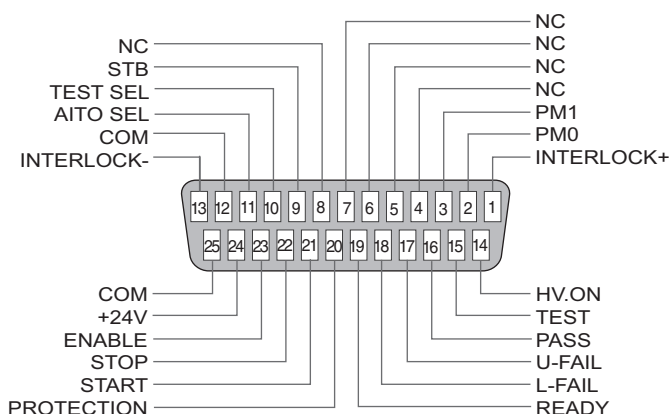 NC
NC
NC
NC
NC
STB
TEST SEL
AITO SEL
COM
INTERLOCK-
PM1
PM0
INTERLOCK+
13 12 11 10 9 8 7 6 5 4 3 2 1
25 24 23 22 21 20 19 18 17 16 15 14
COM
+24V
ENABLE
STOP
START
PROTECTION
HV.ON
TEST
PASS
U-FAIL
L-FAIL
READY